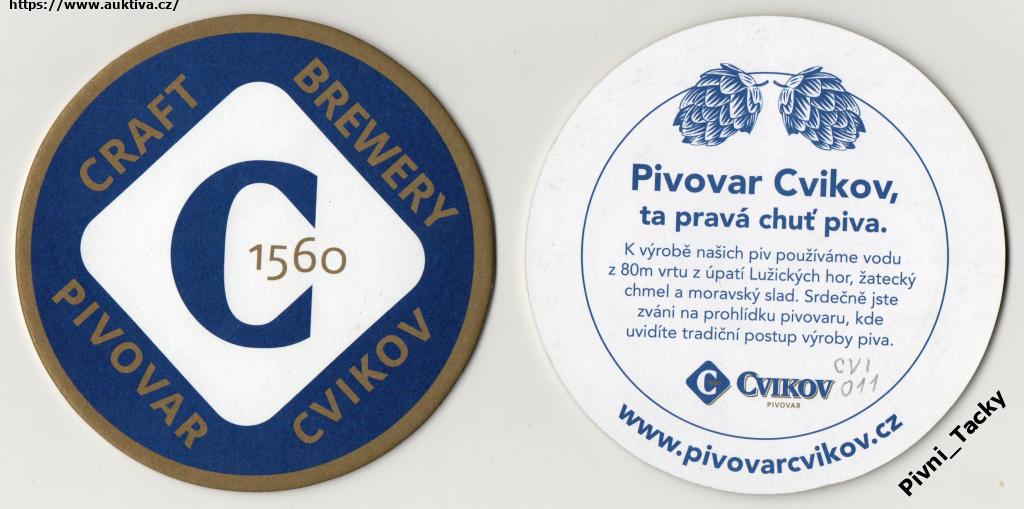 https://www.auktiva.cz/
CRAFT
BREWERY
C
1560
PIVOVAR
CVIKOV
Pivovar Cvikov,
ta pravá chuť piva.
K výrobě našich piv používáme vodu
z 80m vrtu z úpatí Lužických hor, žatecký
chmel a moravský slad. Srdečně jste
zváni na prohlídku pivovaru, kde
uvidíte tradiční postup výroby piva.
C CVIKOV
PIVOVAR
CVI
011
www.pivovarcvikov.cz
Pivni_Tacky